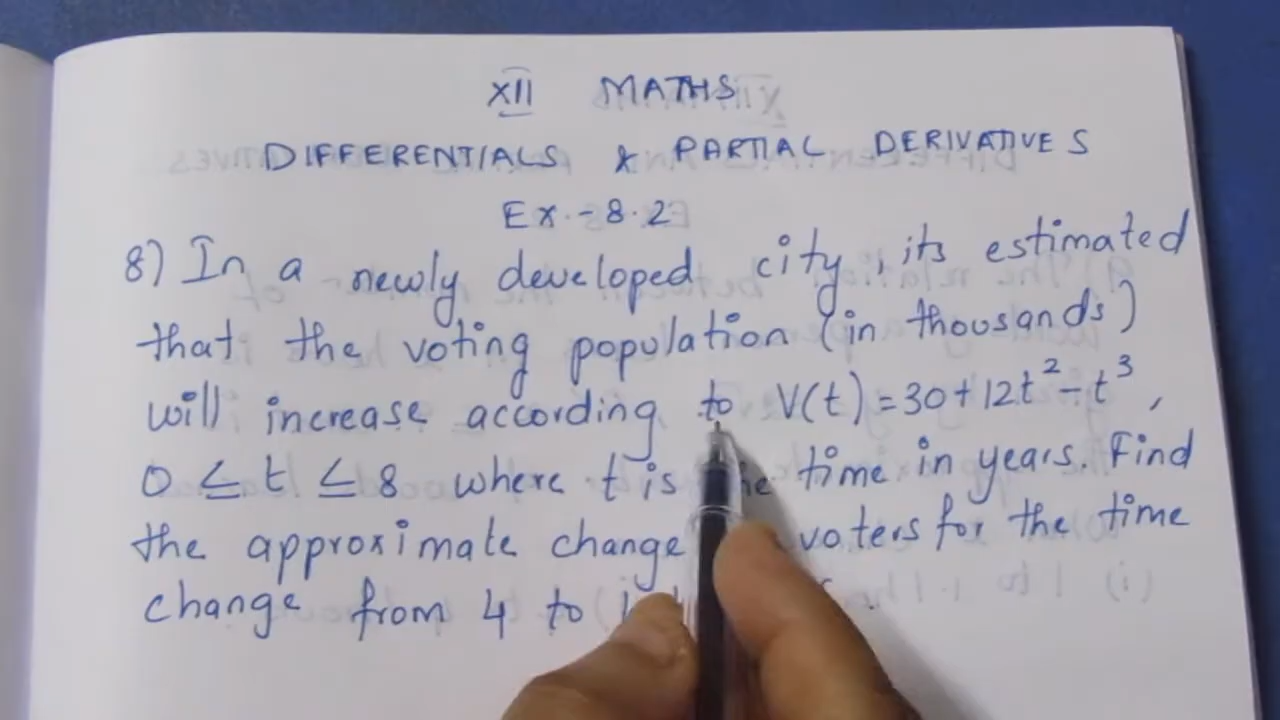 XII MATHS
DIFFERENTIALS & PARTIAL DERIVATIVES
Ex.-8.2
8) In a newly developed city, its estimated
that the voting population (in thousands)
will increase according to V(t) = 30+12t² - t³,
0 ≤ t ≤ 8 where t is the time in years. Find
the approximate change voters for the time
change from 4 to